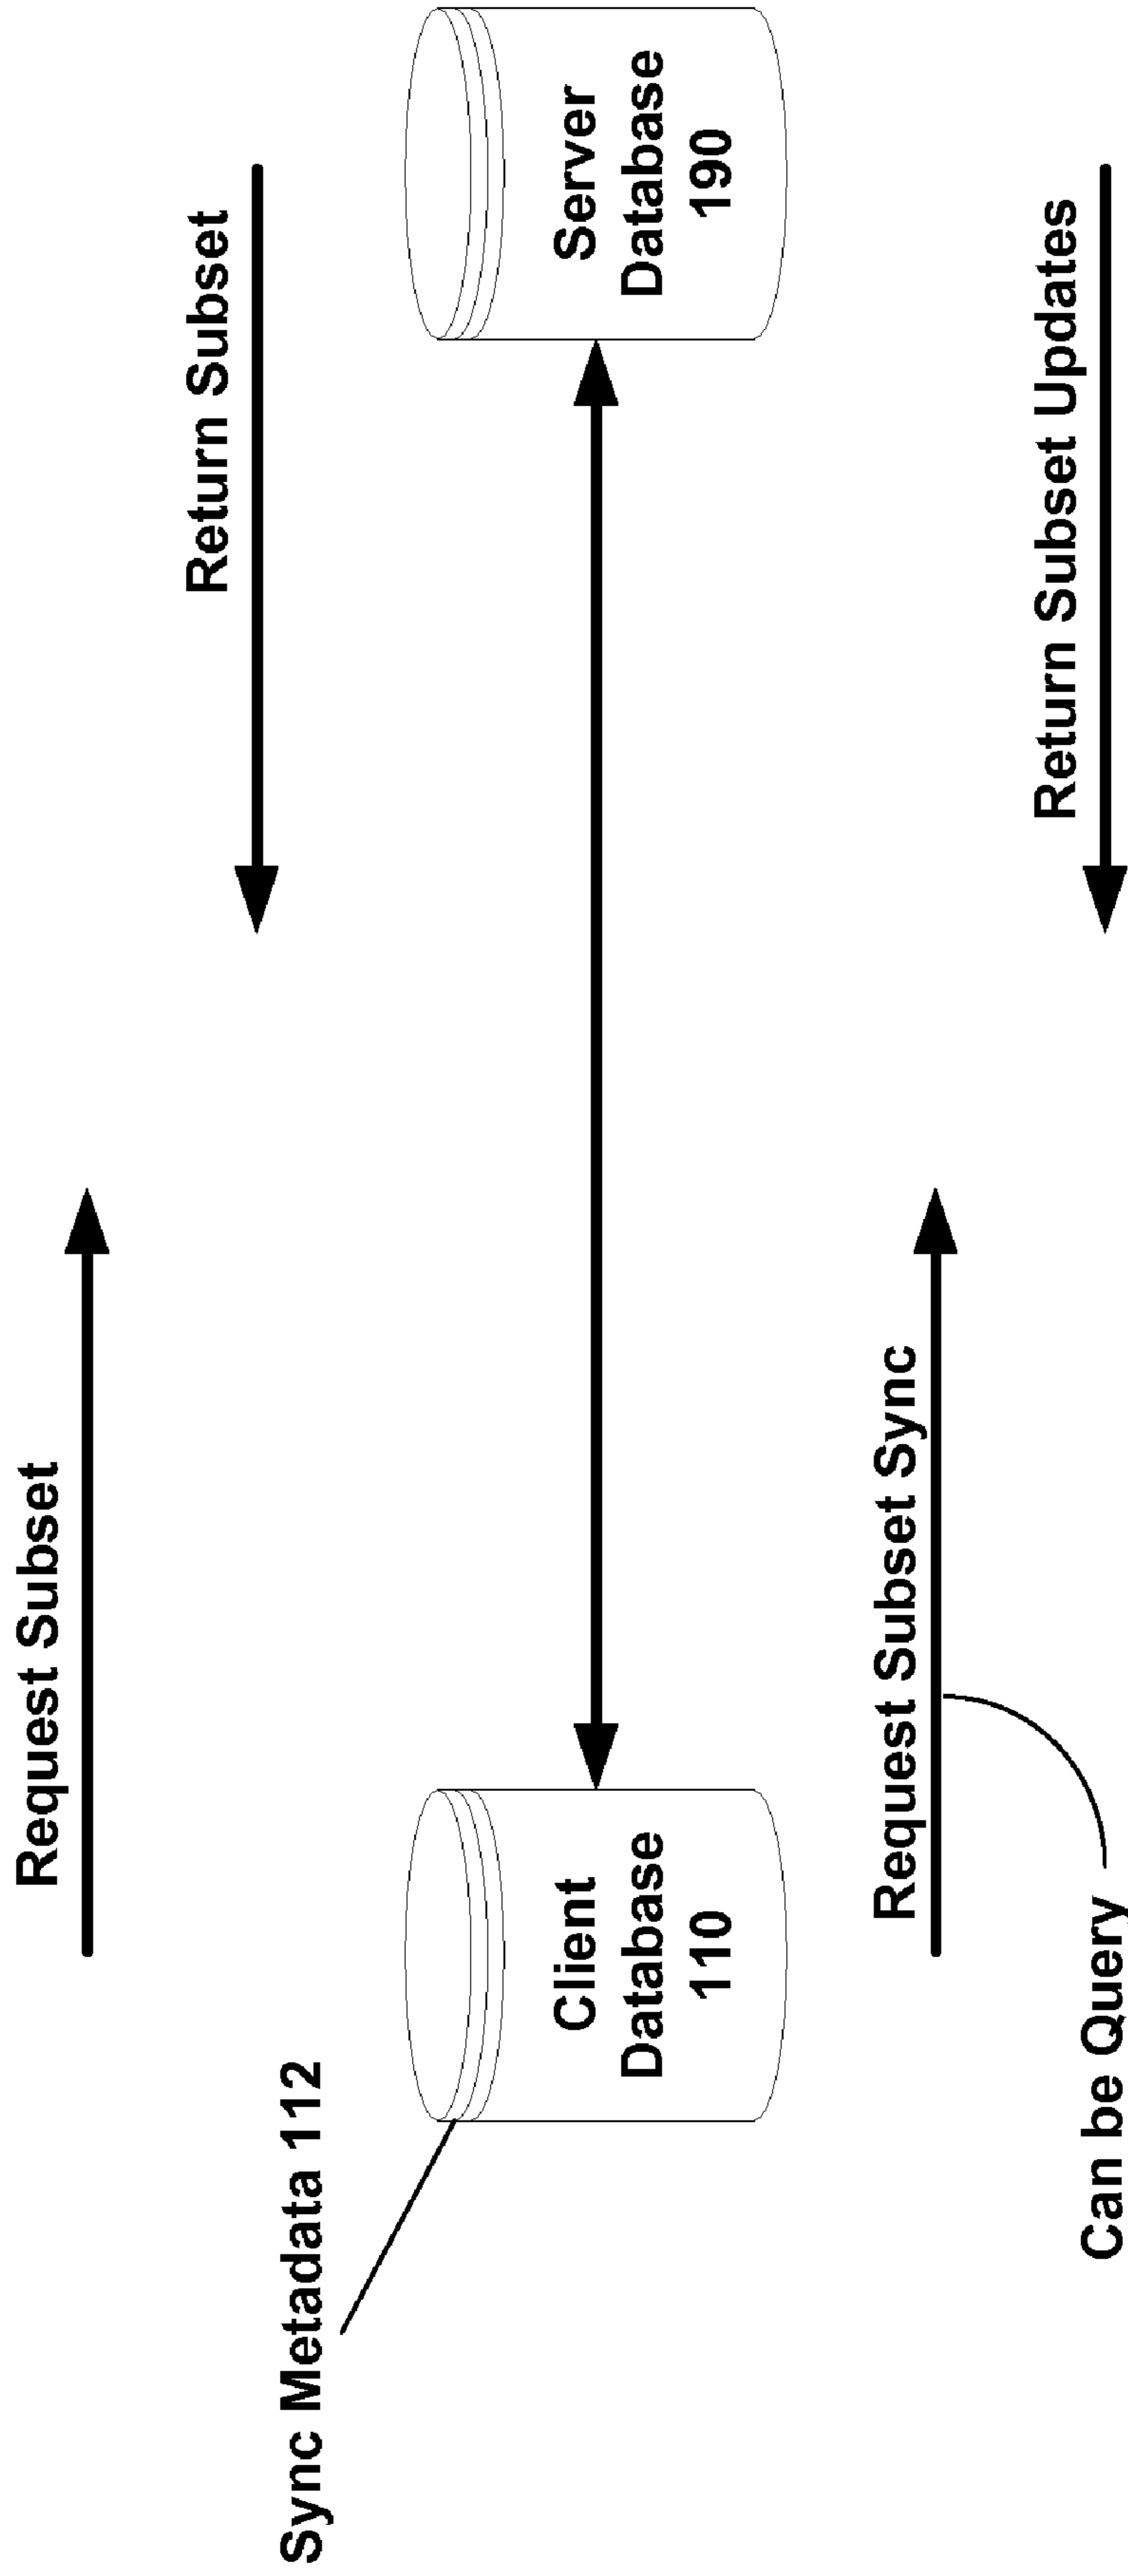 Request Subset
Return Subset
Sync Metadata 112
Client
Database
110
Server
Database
190
Request Subset Sync
Return Subset Updates
Can be Query